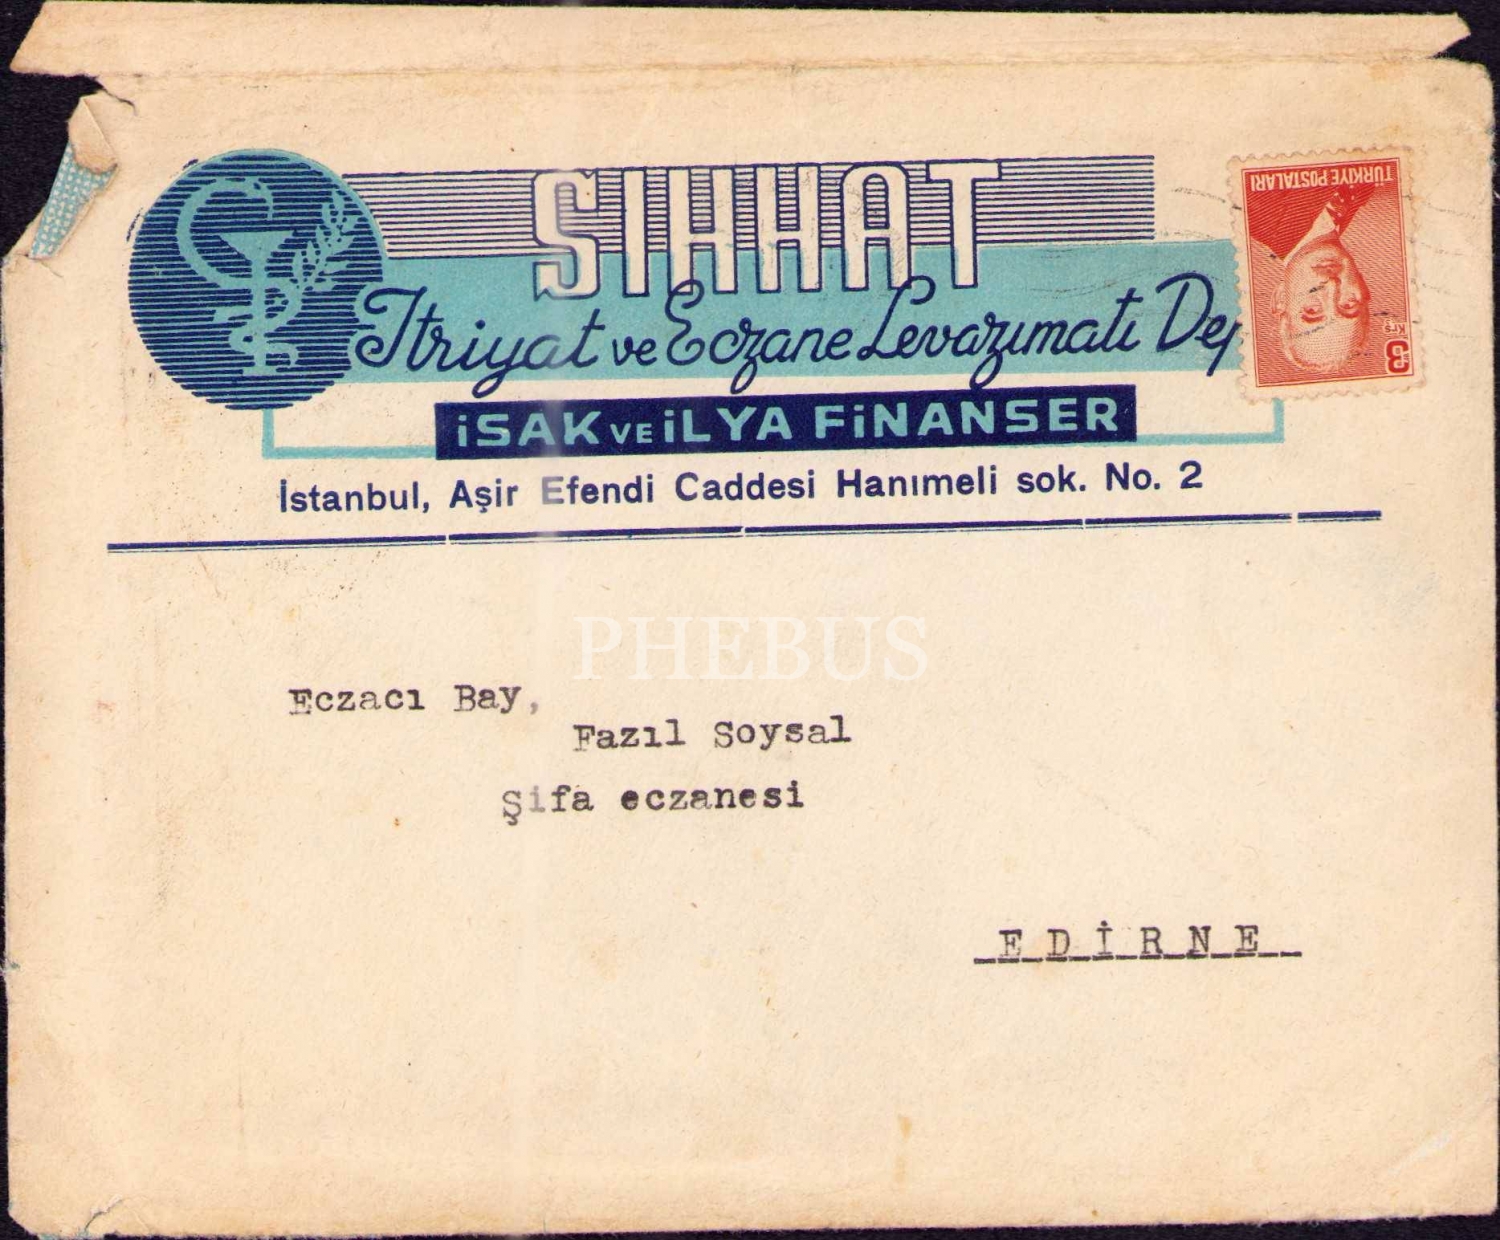 SIHHAT
Itriyat ve Eczane Levazımatı Dep
İSAK VE İLYA FİNANSER
İstanbul, Aşir Efendi Caddesi Hanımeli sok. No. 2
TÜRKİYE POSTALARI
3
Krş
PHEBUS
Eczacı Bay,
Fazıl Soysal
Şifa eczanesi
EDİRNE